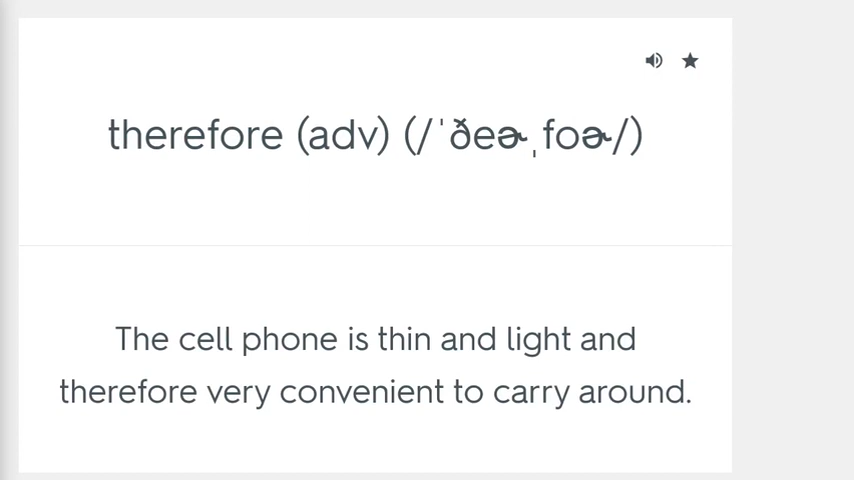 therefore (adv) (/ˈðeɚˌfoɚ/)
The cell phone is thin and light and
therefore very convenient to carry around.